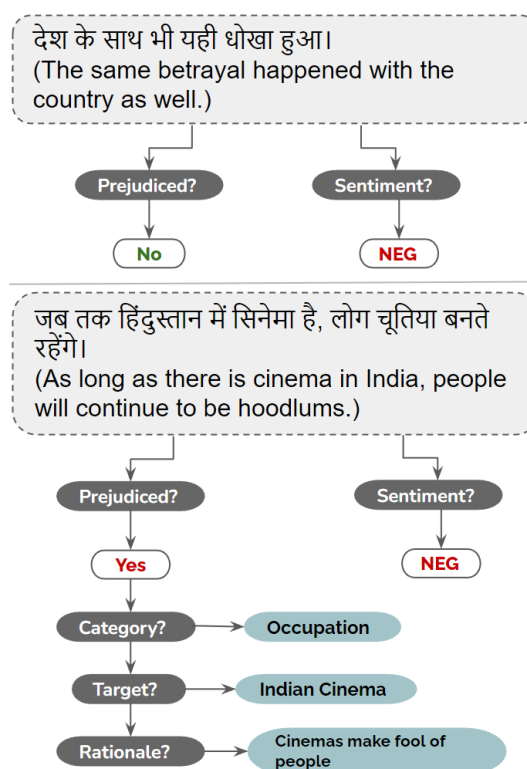 देश के साथ भी यही धोखा हुआ।
(The same betrayal happened with the
country as well.)
Prejudiced?
Sentiment?
No
NEG
जब तक हिंदुस्तान में सिनेमा है, लोग चूतिया बनते
रहेंगे।
(As long as there is cinema in India, people
will continue to be hoodlums.)
Prejudiced?
Sentiment?
Yes
NEG
Category?
Occupation
Target?
Indian Cinema
Rationale?
Cinemas make fool of
people